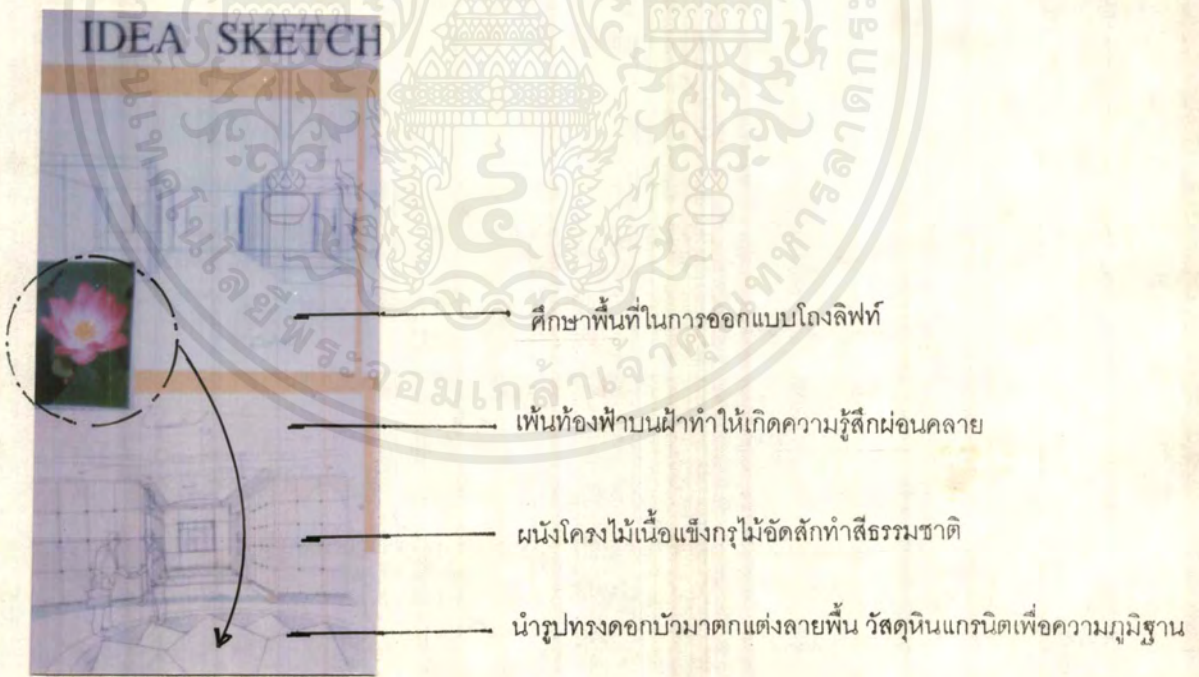 IDEA SKETCH
ศึกษาพื้นที่ในการออกแบบโถงลิฟท์
เพ้นท้องฟ้าบนฝ้าทำให้เกิดความรู้สึกผ่อนคลาย
ผนังโครงไม้เนื้อแข็งกรุไม้อัดสักทำสีธรรมชาติ
นำรูปทรงดอกบัวมาตกแต่งลายพื้น วัสดุหินแกรนิตเพื่อความภูมิฐาน